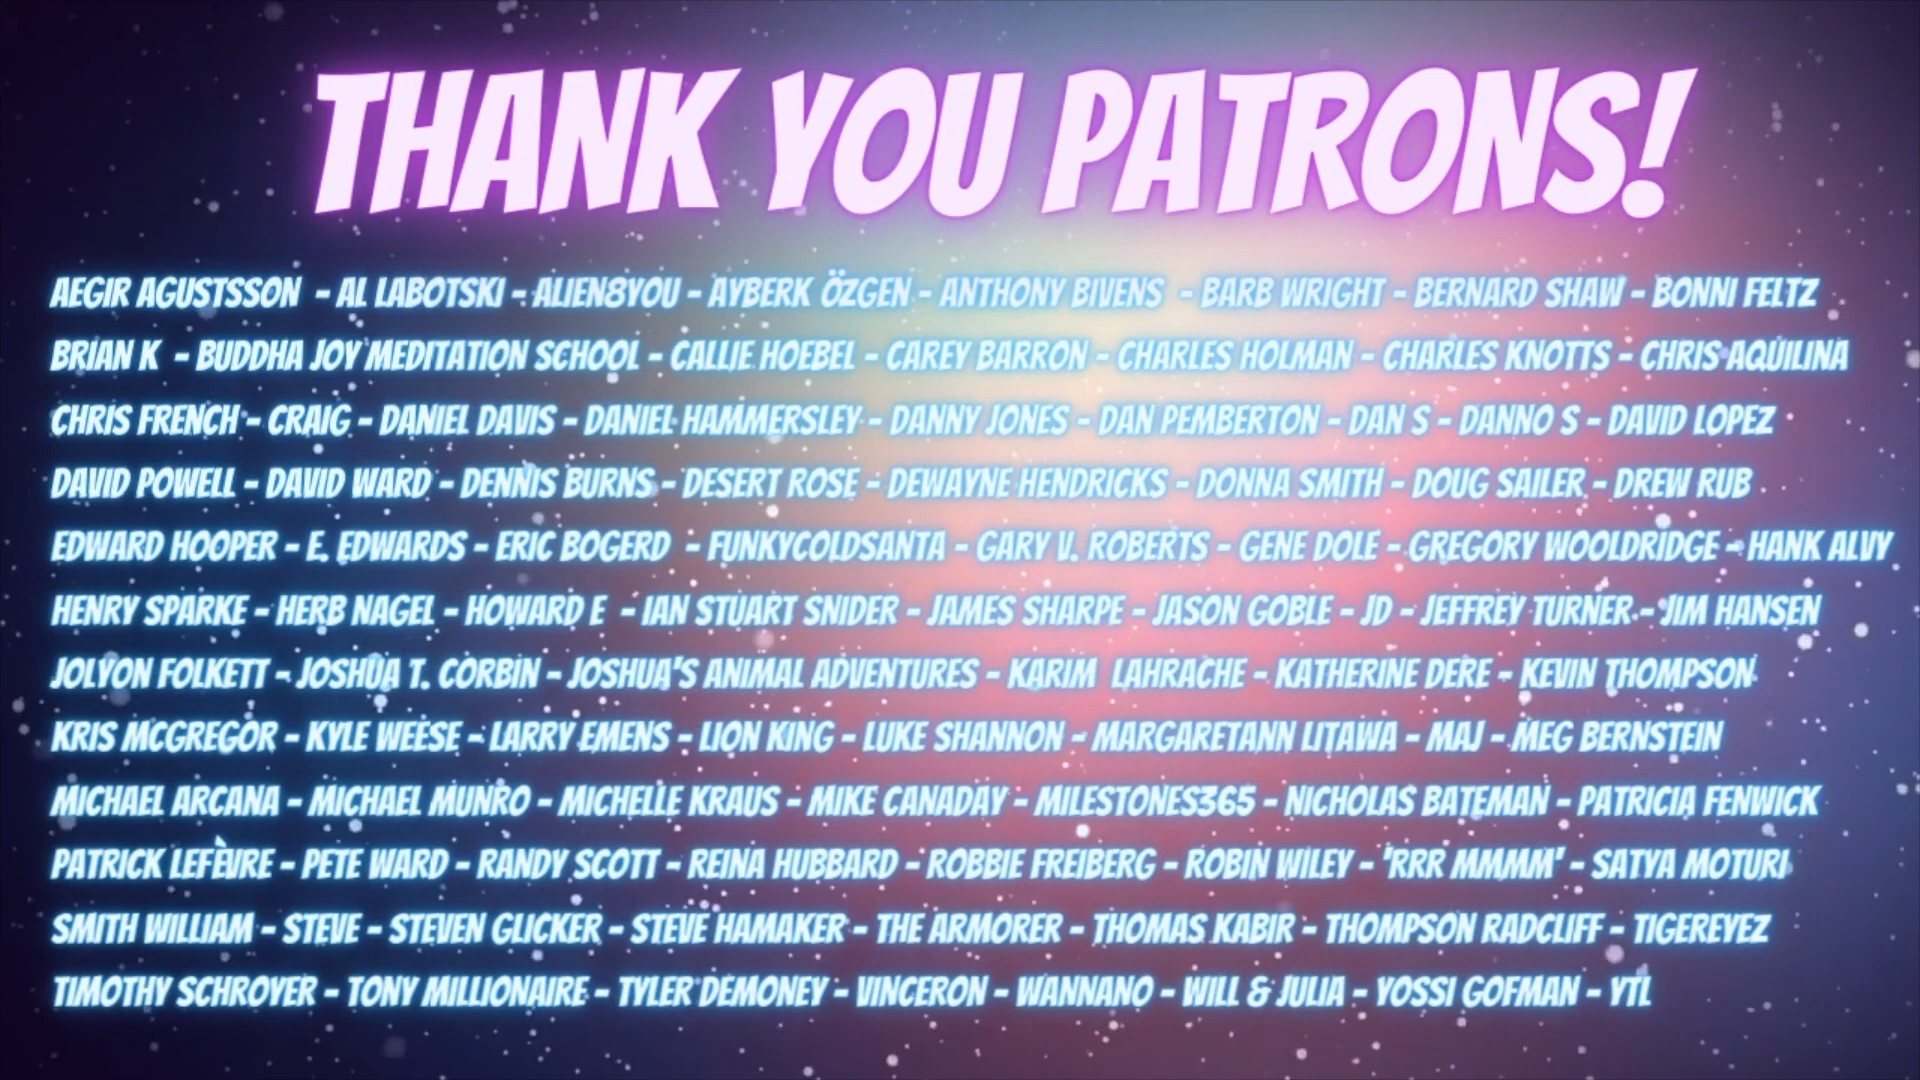 THANK YOU PATRONS!
AEGIR AGUSTSSON - AL LABOTSKI - ALIEN8YOU - AYBERK ÖZGEN - ANTHONY BIVENS - BARB WRIGHT - BERNARD SHAW - BONNI FELTZ
BRIAN K - BUDDHA JOY MEDITATION SCHOOL - CALLIE HOEBEL - CAREY BARRON - CHARLES HOLMAN - CHARLES KNOTTS - CHRIS AQUILINA
CHRIS FRENCH - CRAIG - DANIEL DAVIS - DANIEL HAMMERSLEY - DANNY JONES - DAN PEMBERTON - DAN S - DANNO S - DAVID LOPEZ
DAVID POWELL - DAVID WARD - DENNIS BURNS - DESERT ROSE - DEWAYNE HENDRICKS - DONNA SMITH - DOUG SAILER - DREW RUB
EDWARD HOOPER - E. EDWARDS - ERIC BOGERD - FUNKYCOLDSANTA - GARY V. ROBERTS - GENE DOLE - GREGORY WOOLDRIDGE - HANK ALVY
HENRY SPARKE - HERB NAGEL - HOWARD E - IAN STUART SNIDER - JAMES SHARPE - JASON GOBLE - JD - JEFFREY TURNER - JIM HANSEN
JOLYON FOLKETT - JOSHUA T. CORBIN - JOSHUA'S ANIMAL ADVENTURES - KARIM LAHRACHE - KATHERINE DERE - KEVIN THOMPSON
KRIS MCGREGOR - KYLE WEESE - LARRY EMENS - LION KING - LUKE SHANNON - MARGARETANN LITAWA - MAJ - MEG BERNSTEIN
MICHAEL ARCANA - MICHAEL MUNRO - MICHELLE KRAUS - MIKE CANADAY - MILESTONES365 - NICHOLAS BATEMAN - PATRICIA FENWICK
PATRICK LEFÈVRE - PETE WARD - RANDY SCOTT - REINA HUBBARD - ROBBIE FREIBERG - ROBIN WILEY - 'RRR MMMM' - SATYA MOTURI
SMITH WILLIAM - STEVE - STEVEN GLICKER - STEVE HAMAKER - THE ARMORER - THOMAS KABIR - THOMPSON RADCLIFF - TIGEREYEZ
TIMOTHY SCHROYER - TONY MILLIONAIRE - TYLER DEMONEY - VINCERON - WANNANO - WILL & JULIA - YOSSI GOFMAN - YTL